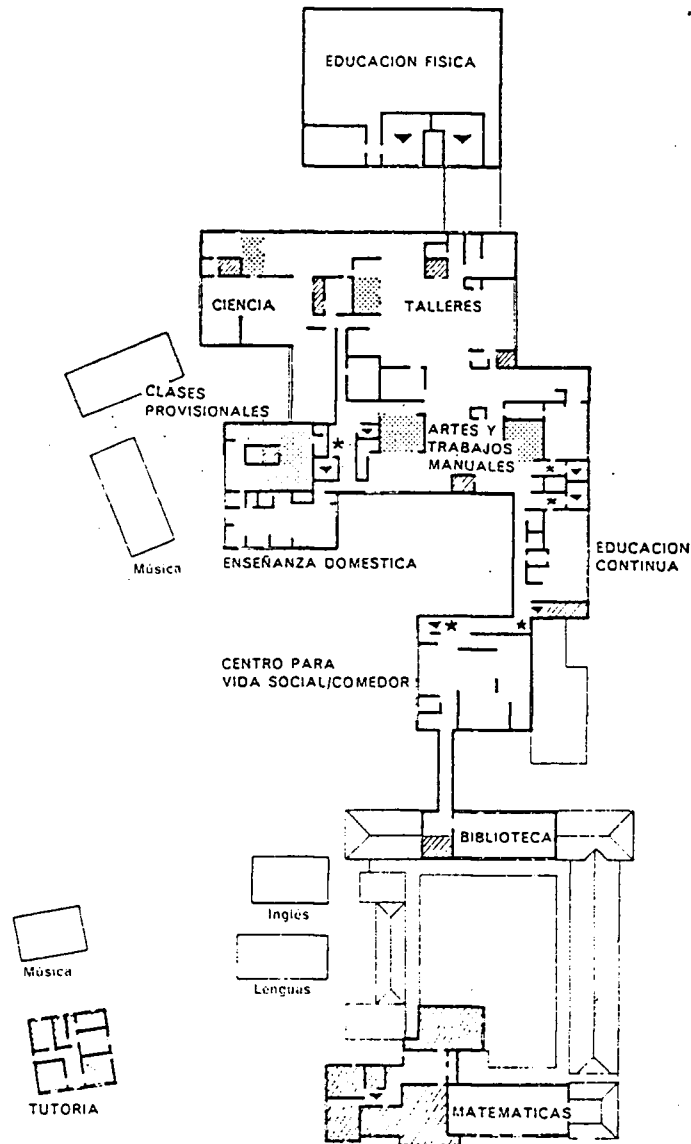 EDUCACION FISICA
CIENCIA
TALLERES
CLASES
PROVISIONALES
ARTES Y
TRABAJOS
MANUALES
Música
ENSEÑANZA DOMESTICA
EDUCACION
CONTINUA
CENTRO PARA
VIDA SOCIAL/COMEDOR
BIBLIOTECA
Inglés
Música
Lenguas
TUTORIA
MATEMATICAS